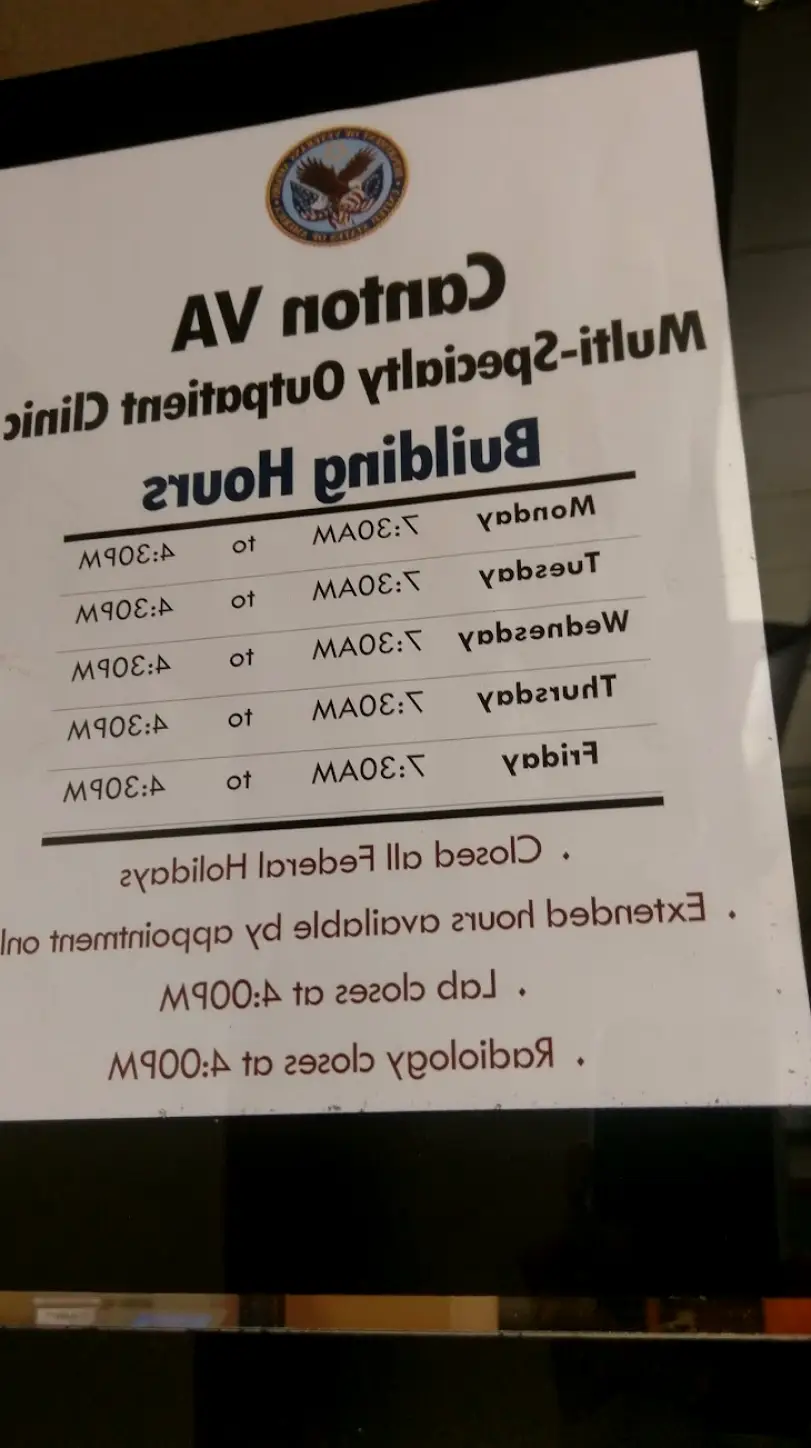 Canton VA
Multi-Specialty Outpatient Clinic
Building Hours
Monday 7:30AM to 4:30PM
Tuesday 7:30AM to 4:30PM
Wednesday 7:30AM to 4:30PM
Thursday 7:30AM to 4:30PM
Friday 7:30AM to 4:30PM
. Closed all Federal Holidays
. Extended hours available by appointment onl
. Lab closes at 4:00PM
. Radiology closes at 4:00PM